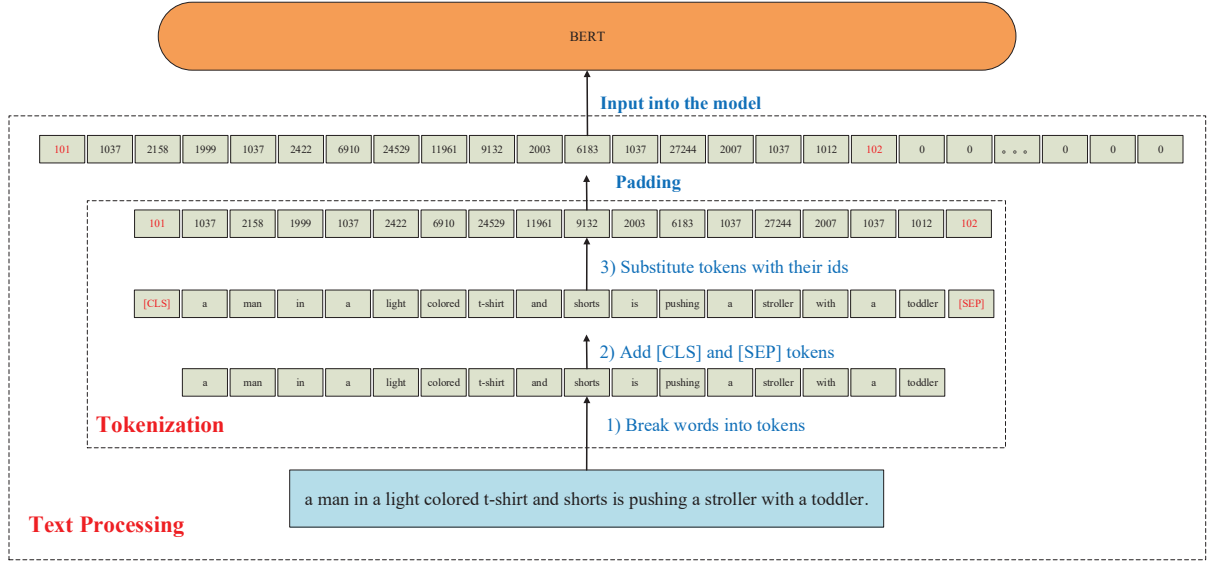 BERT
Input into the model
101 1037 2158 1999 1037 2422 6910 24529 11961 9132 2003 6183 1037 27244 2007 1037 1012 102 0 0 ∘∘∘ 0 0 0
Padding
101 1037 2158 1999 1037 2422 6910 24529 11961 9132 2003 6183 1037 27244 2007 1037 1012 102
3) Substitute tokens with their ids
[CLS] a man in a light colored t-shirt and shorts is pushing a stroller with a toddler [SEP]
2) Add [CLS] and [SEP] tokens
a man in a light colored t-shirt and shorts is pushing a stroller with a toddler
Tokenization
1) Break words into tokens
a man in a light colored t-shirt and shorts is pushing a stroller with a toddler.
Text Processing